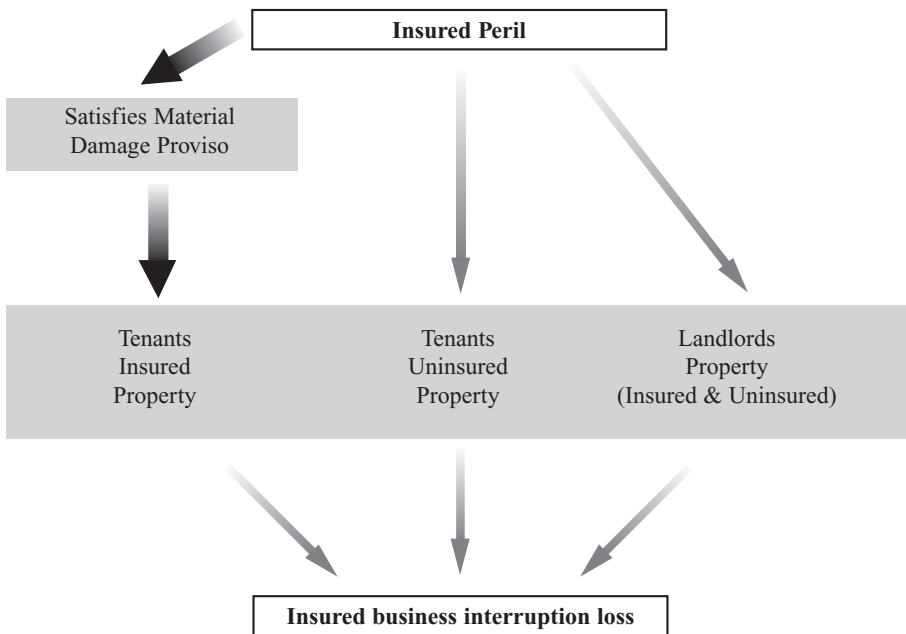 Insured Peril
Satisfies Material
Damage Proviso
Tenants
Insured
Property
Tenants
Uninsured
Property
Landlords
Property
(Insured & Uninsured)
Insured business interruption loss